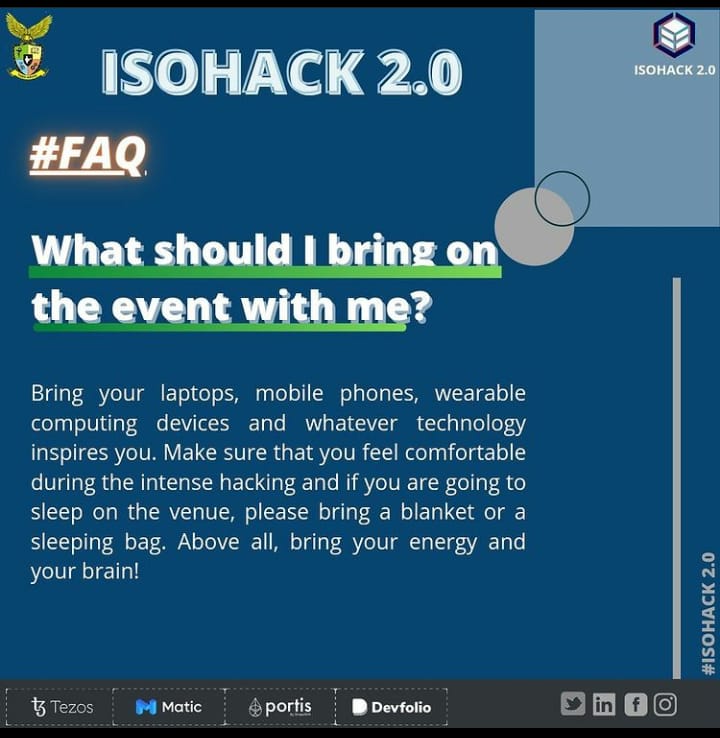 ISOHACK 2.0
ISOHACK 2.0
#FAQ
What should I bring on
the event with me?
Bring your laptops, mobile phones, wearable
computing devices and whatever technology
inspires you. Make sure that you feel comfortable
during the intense hacking and if you are going to
sleep on the venue, please bring a blanket or a
sleeping bag. Above all, bring your energy and
your brain!
#ISOHACK 2.0
Tezos
Matic
portis
Devfolio